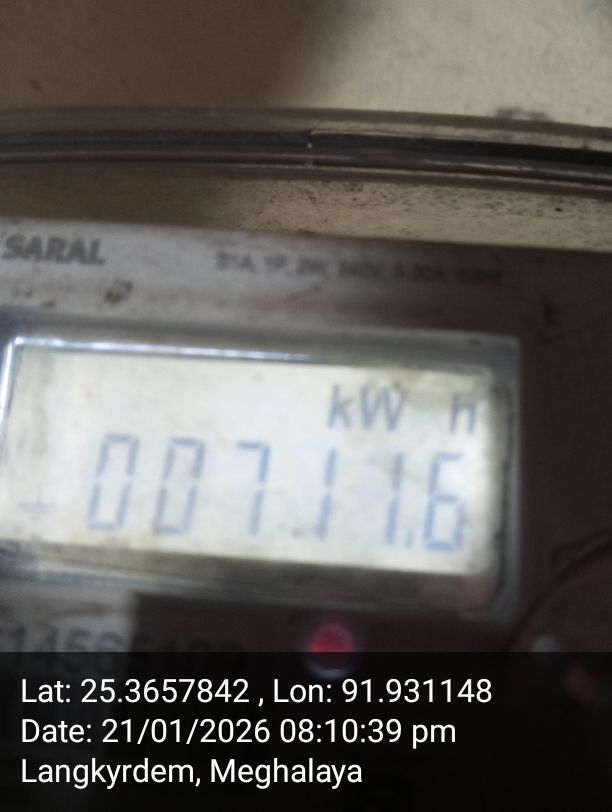 SARAL
kW h
00711.6
Lat: 25.3657842 , Lon: 91.931148
Date: 21/01/2026 08:10:39 pm
Langkyrdem, Meghalaya